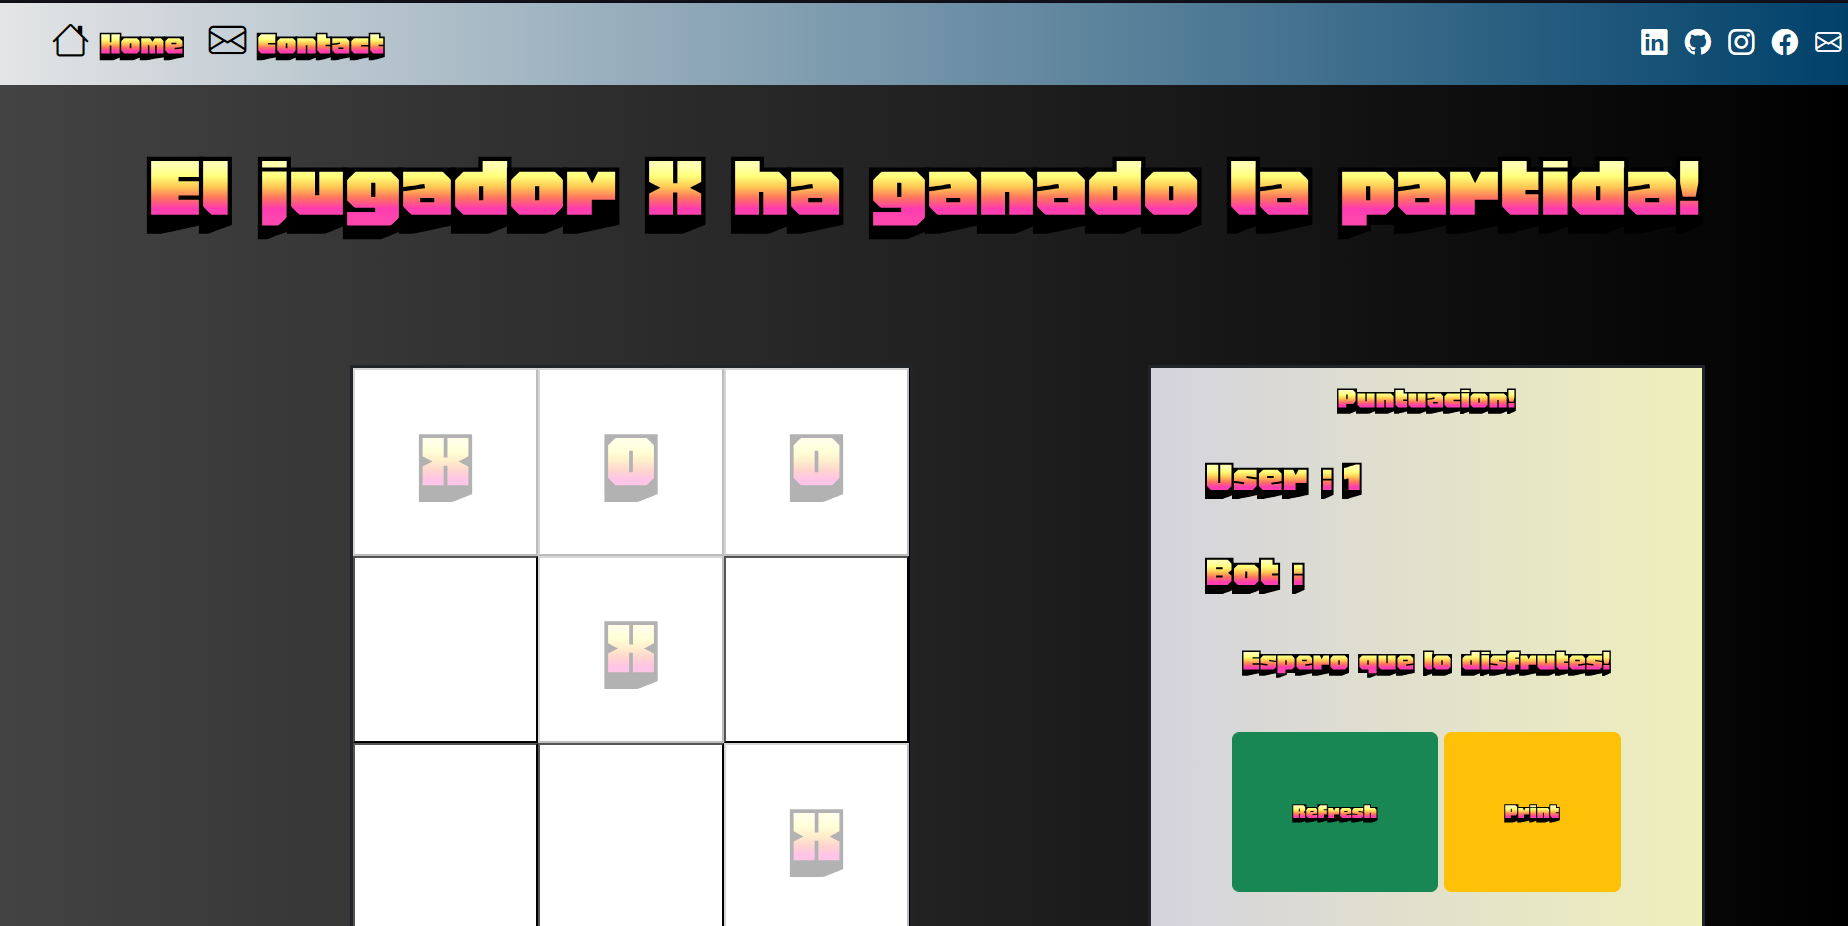 Home Contact
El jugador X ha ganado la partida!
X O O
X
X
Puntuacion!
User : 1
Bot :
Espero que lo disfrutes!
Refresh Print